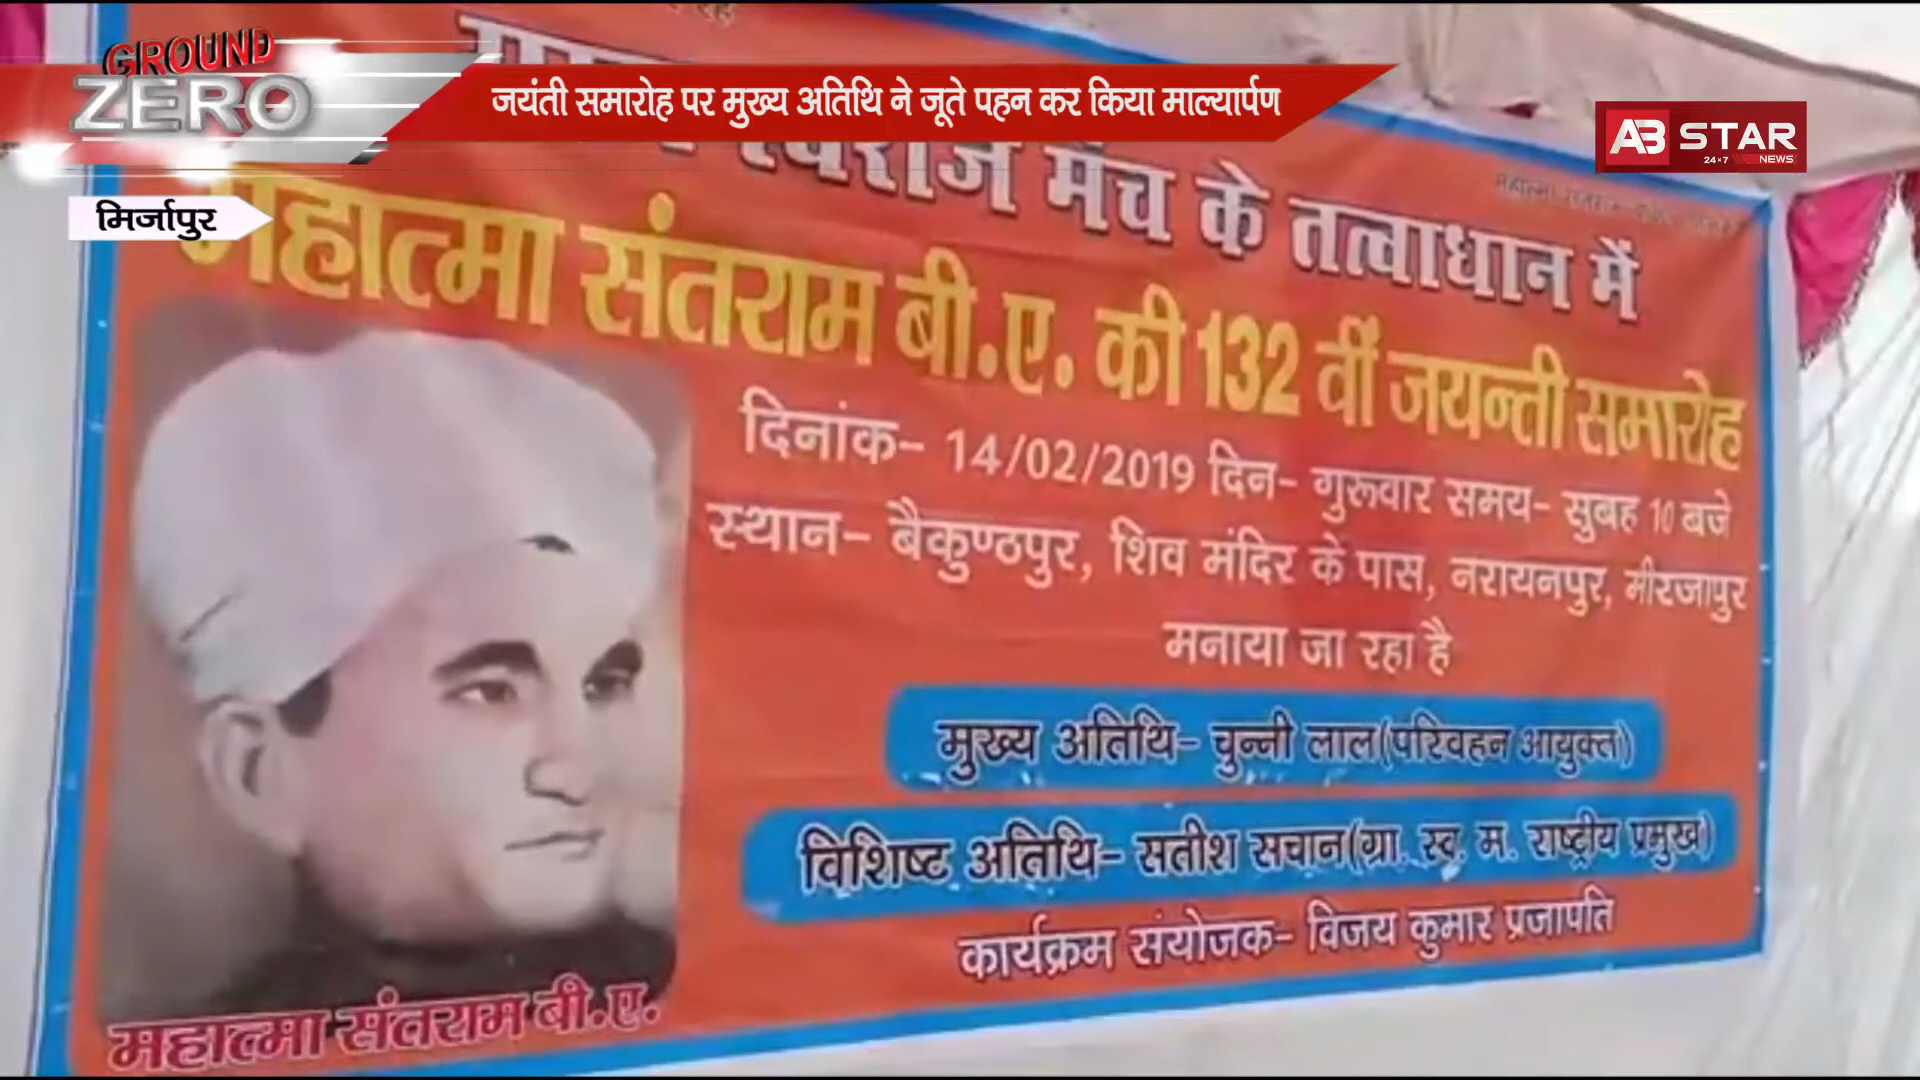 GROUND
ZERO
जयंती समारोह पर मुख्य अतिथि ने जूते पहन कर किया माल्यार्पण
AB STAR
24×7 NEWS
मिर्जापुर
मंच के तत्वाधान में
महात्मा संतराम बी.ए. की 132 वीं जयन्ती समारोह
दिनांक- 14/02/2019 दिन- गुरूवार समय- सुबह 10 बजे
स्थान- बैकुण्ठपुर, शिव मंदिर के पास, नरायनपुर, मीरजापुर
मनाया जा रहा है
मुख्य अतिथि- चुन्नी लाल(परिवहन आयुक्त)
विशिष्ट अतिथि- सतीश सचान(ग्रा. स्व. म. राष्ट्रीय प्रमुख)
कार्यक्रम संयोजक- विजय कुमार प्रजापति
महात्मा संतराम बी.ए.